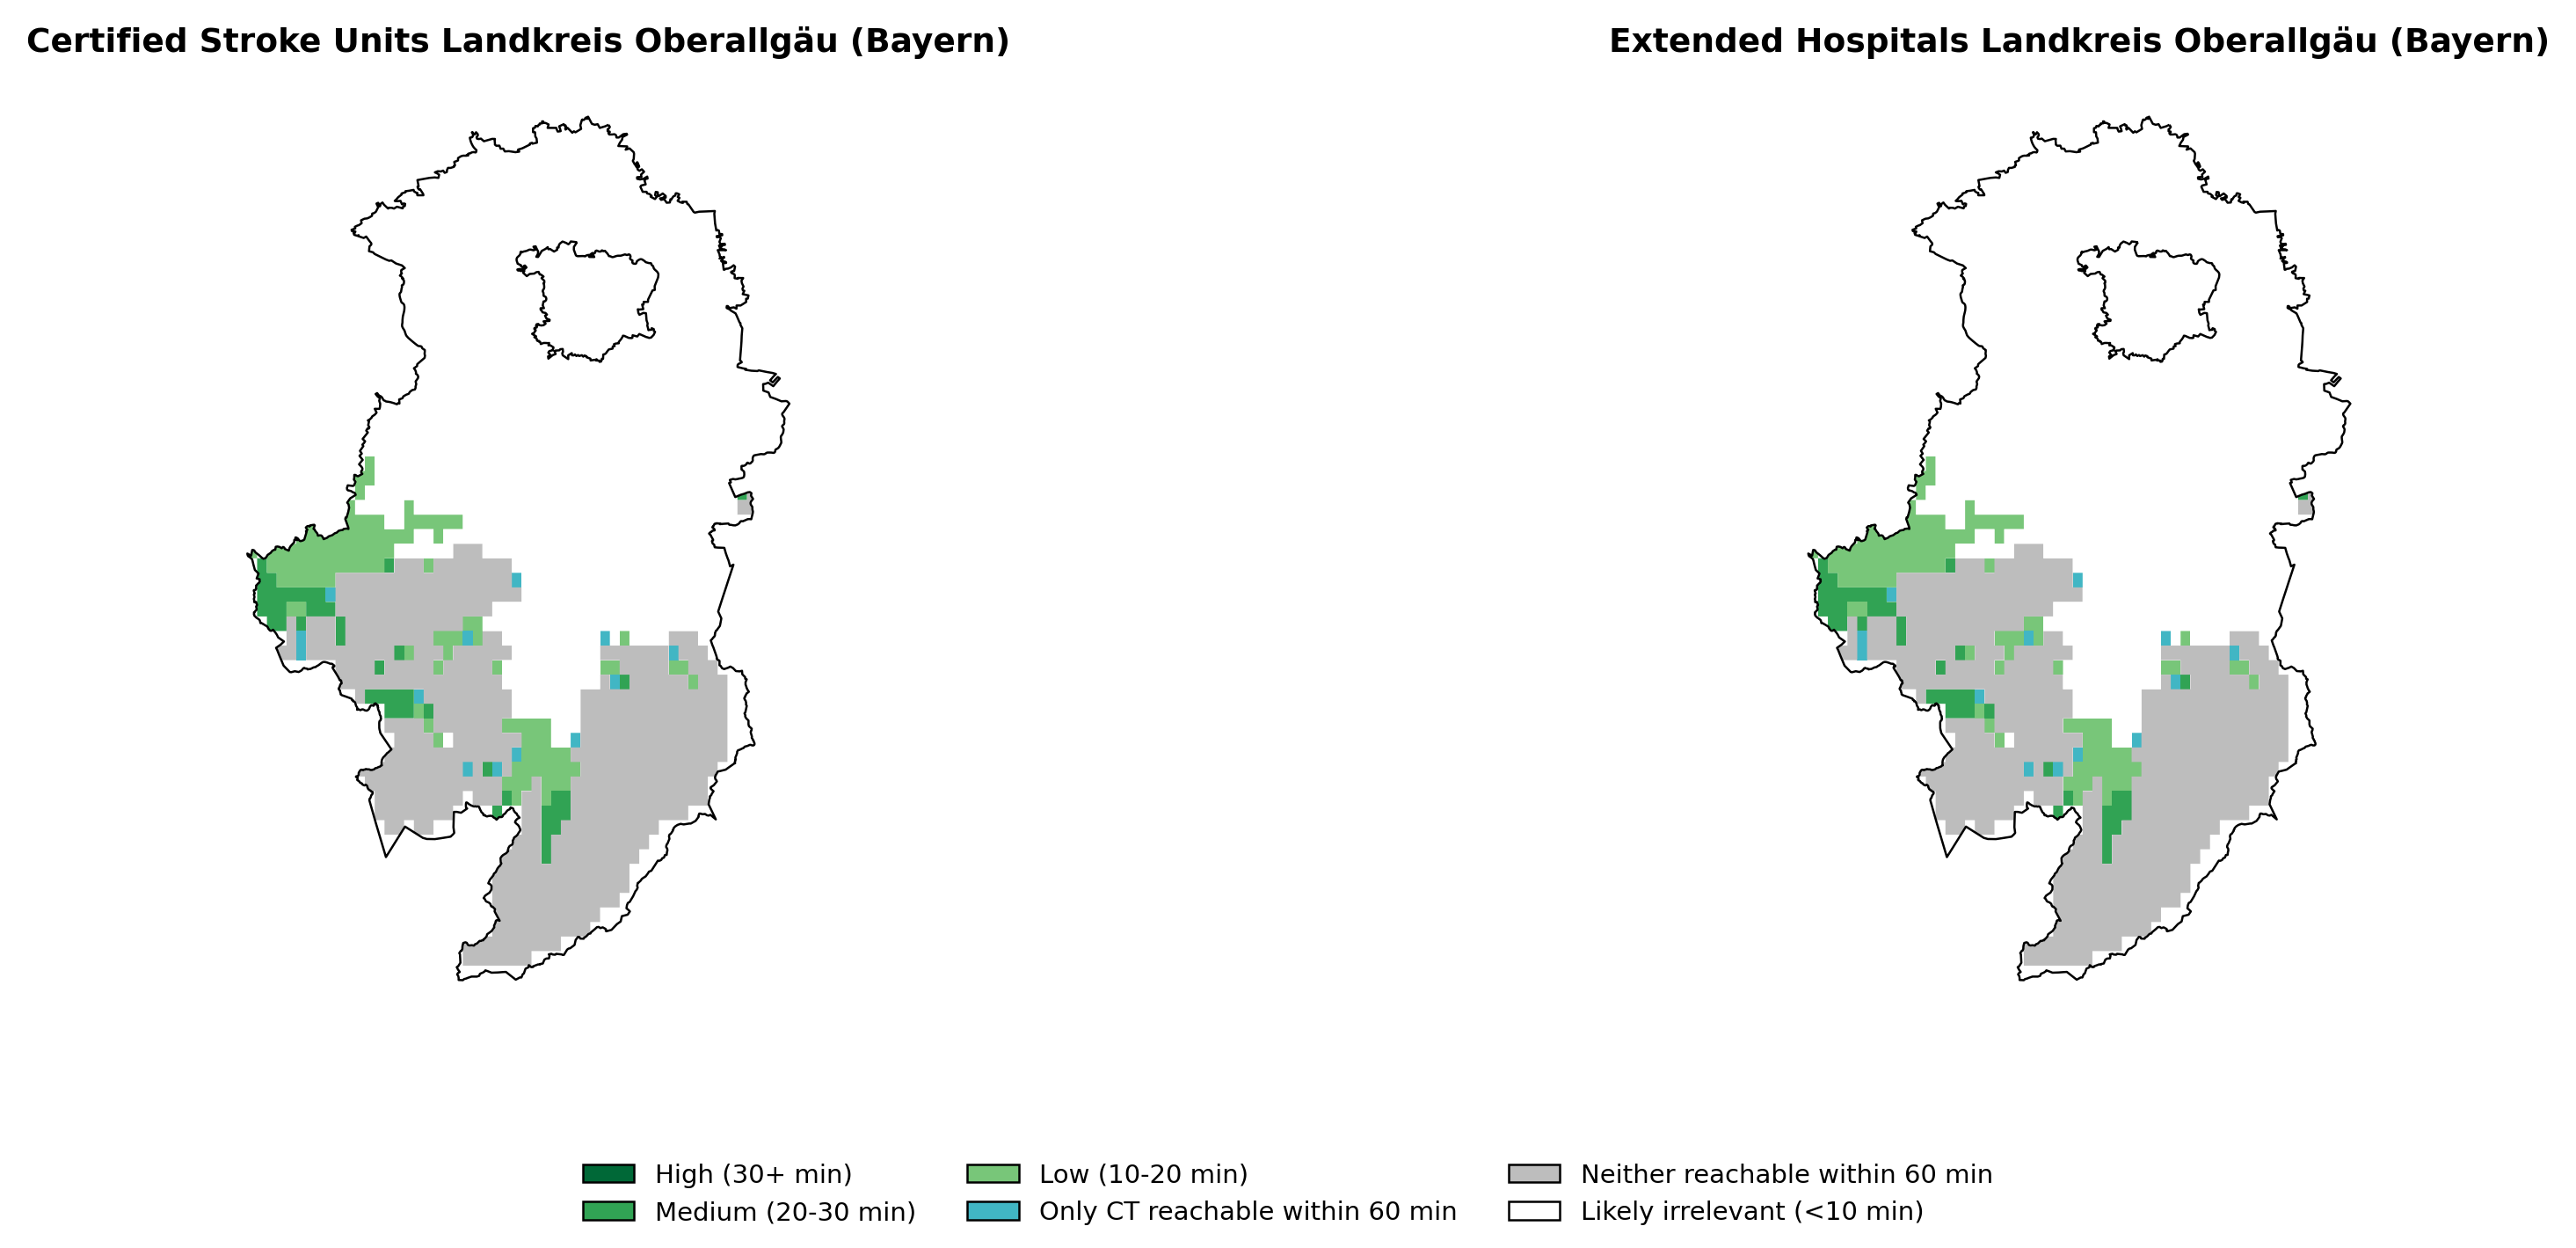 Certified Stroke Units Landkreis Oberallgäu (Bayern)
Extended Hospitals Landkreis Oberallgäu (Bayern)
High (30+ min)
Medium (20-30 min)
Low (10-20 min)
Only CT reachable within 60 min
Neither reachable within 60 min
Likely irrelevant (<10 min)